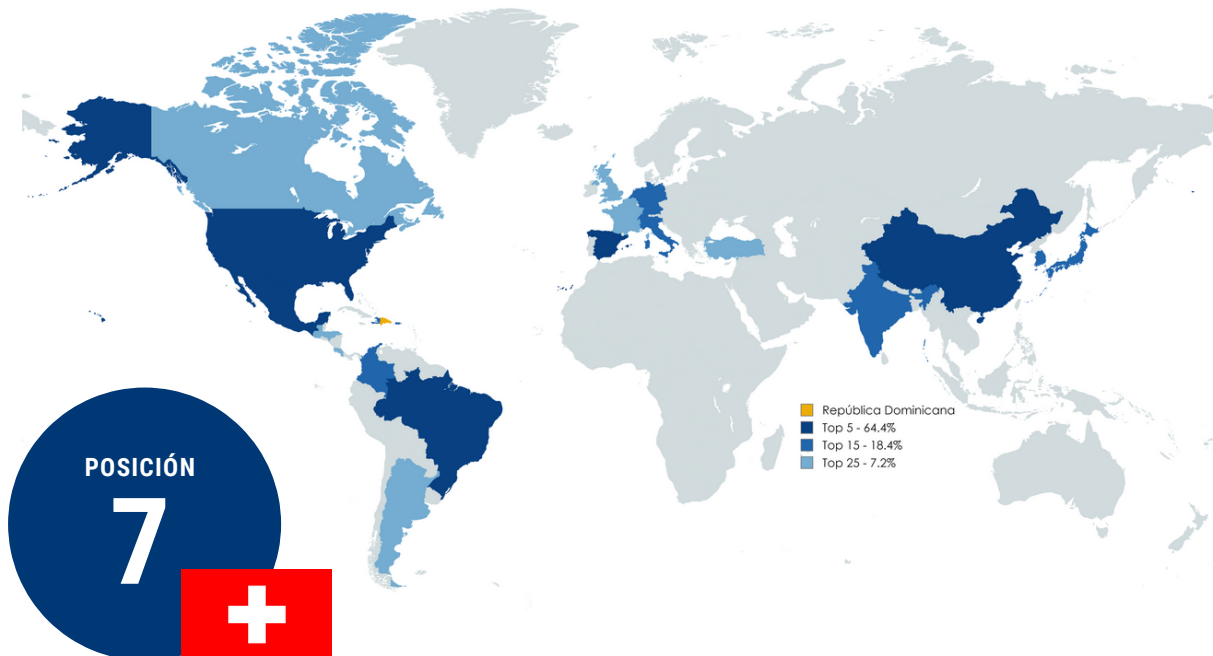 República Dominicana
Top 5 - 64.4%
Top 15 - 18.4%
Top 25 - 7.2%
POSICIÓN
7